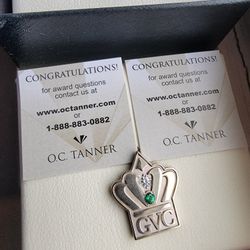 CONGRATULATIONS!
for award questions
contact us at
www.octanner.com
or
1-888-883-0882
O.C. TANNER
CONGRATULATIONS!
for award questions
contact us at
www.octanner.com
or
1-888-883-0882
O.C. TANNER
GVC